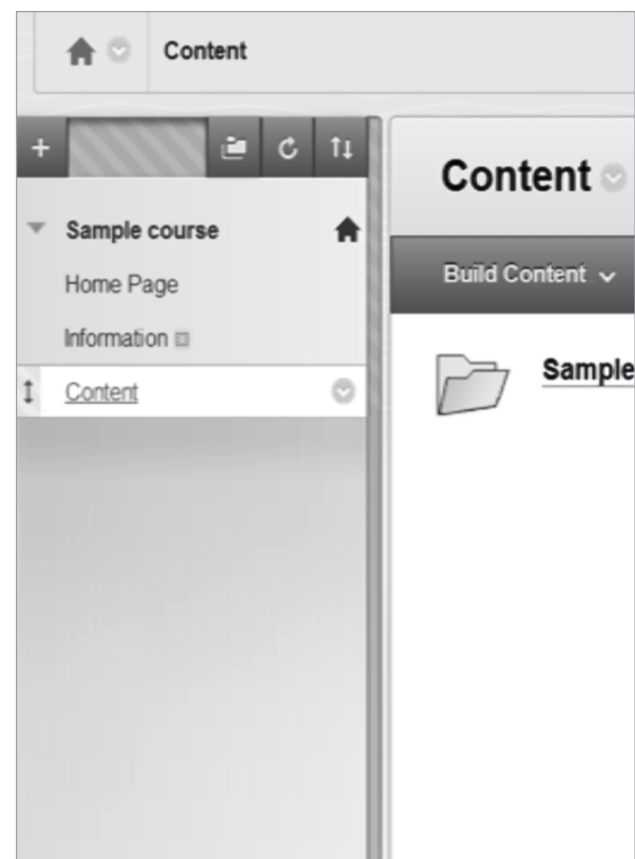 Content
Sample course
Home Page
Information
Content
Content
Build Content
Sample